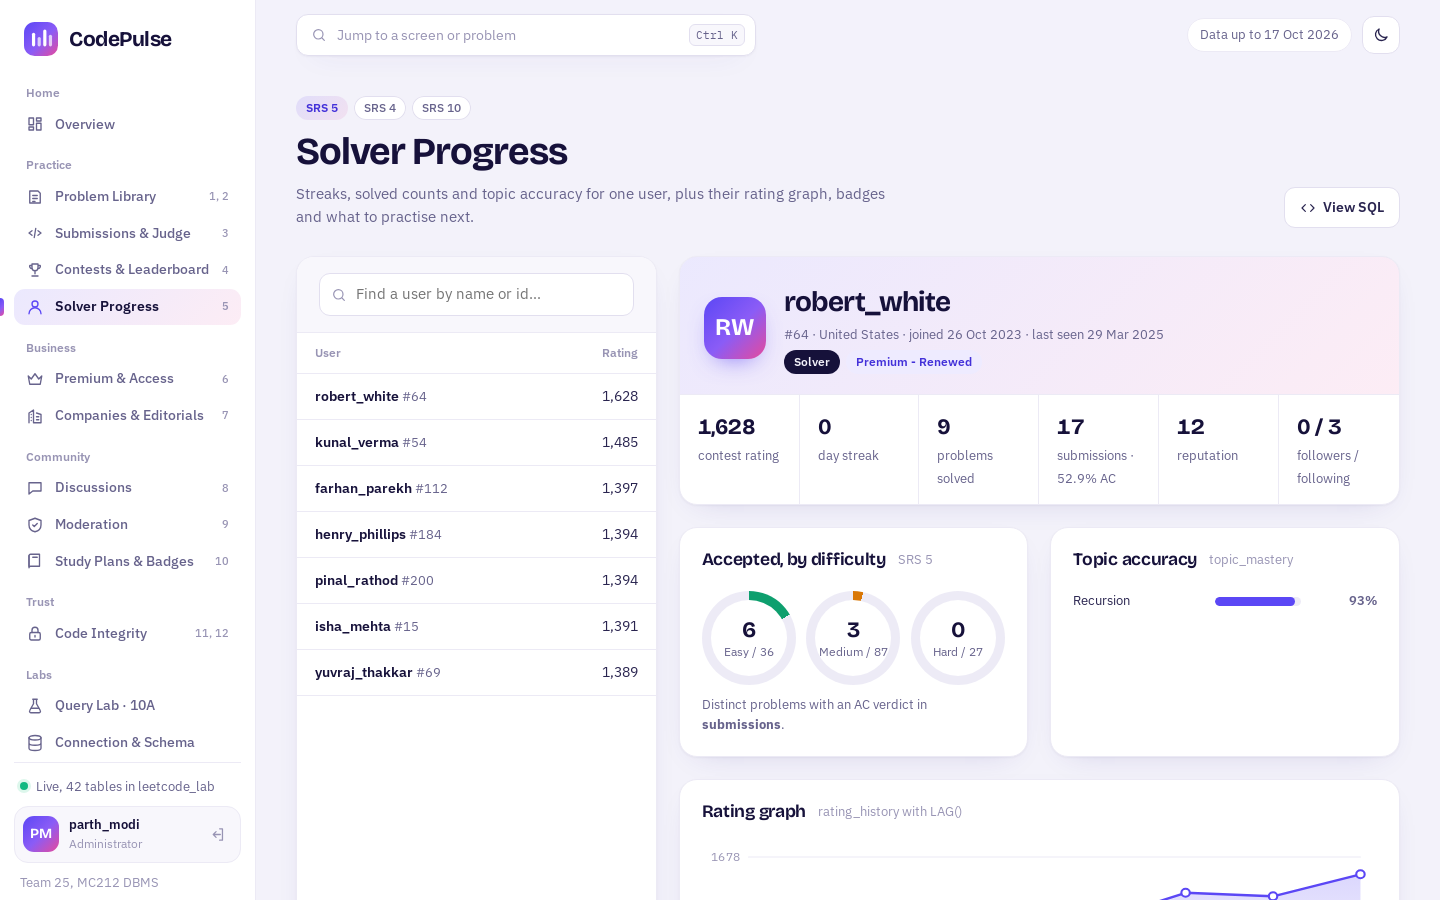 CodePulse
Home
Overview
Practice
Problem Library 1, 2
Submissions & Judge 3
Contests & Leaderboard 4
Solver Progress 5
Business
Premium & Access 6
Companies & Editorials 7
Community
Discussions 8
Moderation 9
Study Plans & Badges 10
Trust
Code Integrity 11, 12
Labs
Query Lab · 10A
Connection & Schema
Live, 42 tables in leetcode_lab
PM
parth_modi
Administrator
Team 25, MC212 DBMS
Jump to a screen or problem
Ctrl K
Data up to 17 Oct 2026
SRS 5 SRS 4 SRS 10
Solver Progress
Streaks, solved counts and topic accuracy for one user, plus their rating graph, badges
and what to practise next.
View SQL
Find a user by name or id...
User Rating
robert_white #64 1,628
kunal_verma #54 1,485
farhan_parekh #112 1,397
henry_phillips #184 1,394
pinal_rathod #200 1,394
isha_mehta #15 1,391
yuvraj_thakkar #69 1,389
RW
robert_white
#64 · United States · joined 26 Oct 2023 · last seen 29 Mar 2025
Solver Premium - Renewed
1,628
contest rating
0
day streak
9
problems
solved
17
submissions ·
52.9% AC
12
reputation
0 / 3
followers /
following
Accepted, by difficulty SRS 5
6
Easy / 36
3
Medium / 87
0
Hard / 27
Distinct problems with an AC verdict in
submissions.
Topic accuracy topic_mastery
Recursion 93%
Rating graph rating_history with LAG()
1678